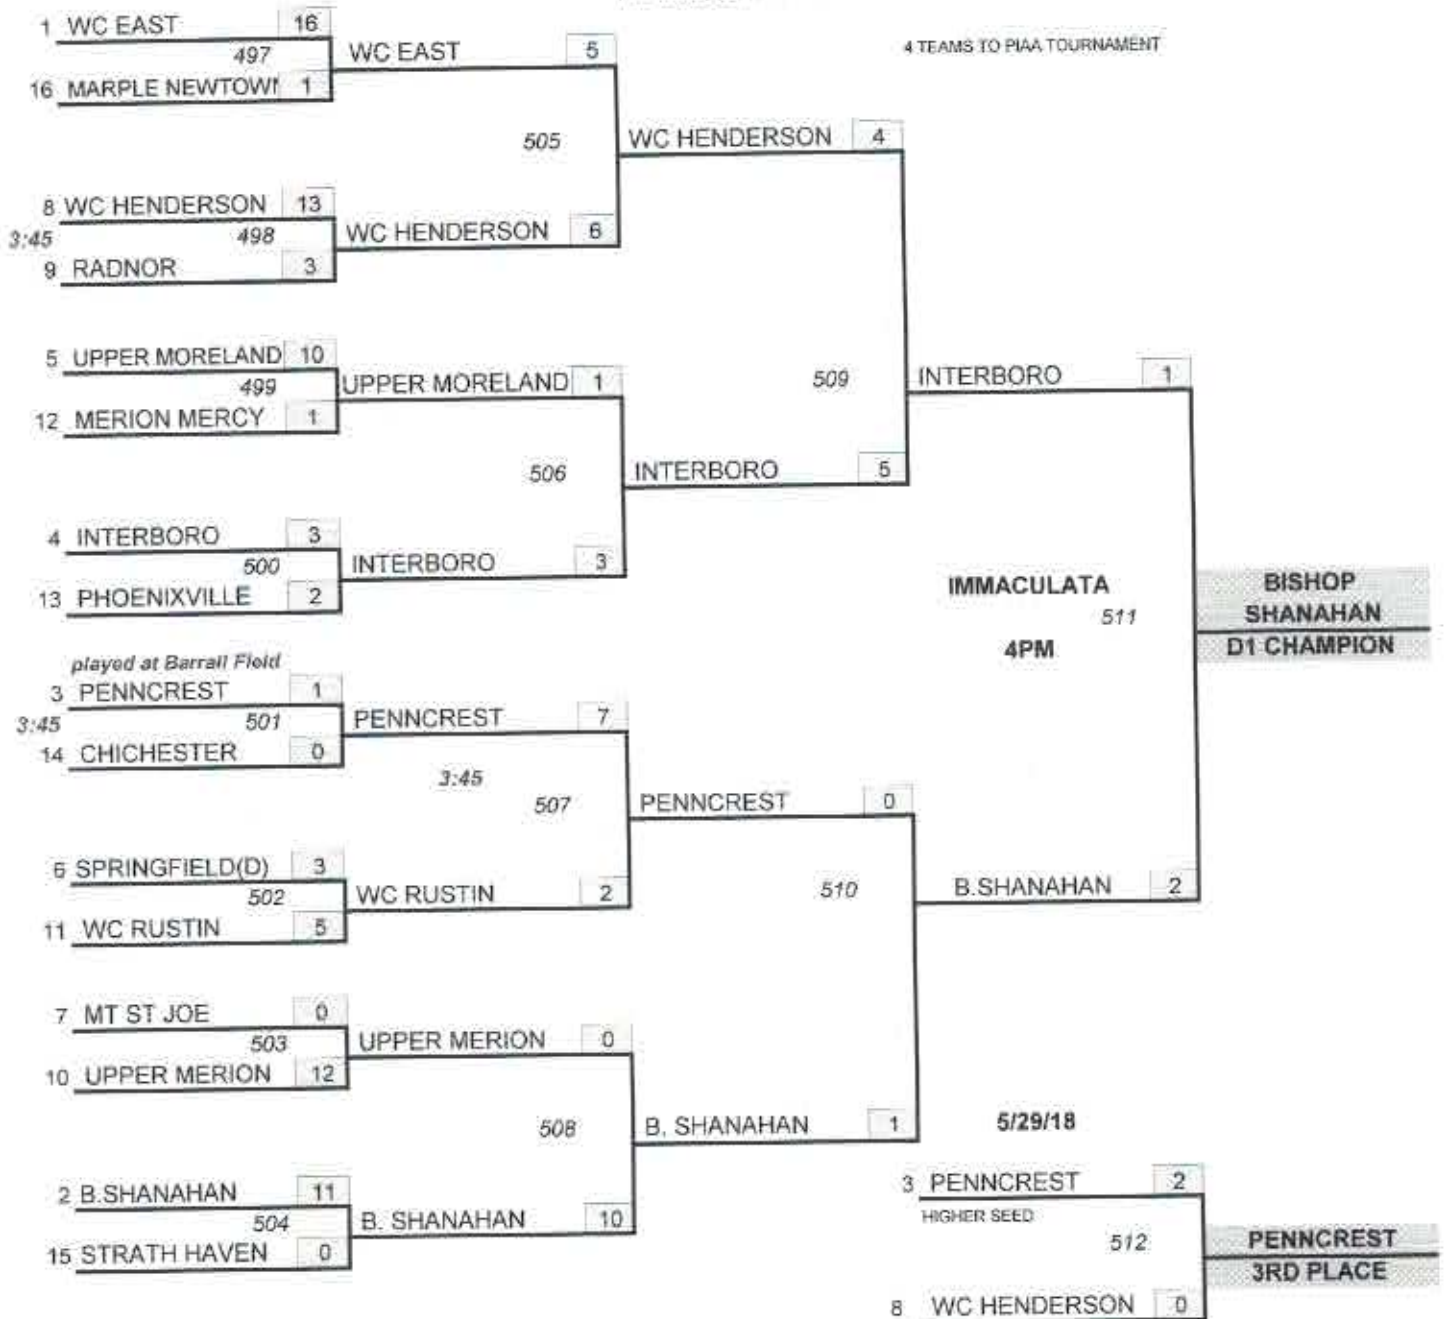 4 TEAMS TO PIAA TOURNAMENT
1 WC EAST 16
497
16 MARPLE NEWTOWN 1
WC EAST 5
505
8 WC HENDERSON 13
3:45 498
9 RADNOR 3
WC HENDERSON 6
WC HENDERSON 4
5 UPPER MORELAND 10
499
12 MERION MERCY 1
UPPER MORELAND 1
506
4 INTERBORO 3
500
13 PHOENIXVILLE 2
INTERBORO 3
INTERBORO 5
509
INTERBORO 1
played at Barrall Field
3 PENNCREST 1
3:45 501
14 CHICHESTER 0
PENNCREST 7
3:45
507
6 SPRINGFIELD(D) 3
502
11 WC RUSTIN 5
WC RUSTIN 2
PENNCREST 0
7 MT ST JOE 0
503
10 UPPER MERION 12
UPPER MERION 0
508
2 B.SHANAHAN 11
504
15 STRATH HAVEN 0
B. SHANAHAN 10
B. SHANAHAN 1
510
B.SHANAHAN 2
IMMACULATA
511
4PM
BISHOP
SHANAHAN
D1 CHAMPION
5/29/18
3 PENNCREST 2
HIGHER SEED
512
8 WC HENDERSON 0
PENNCREST
3RD PLACE